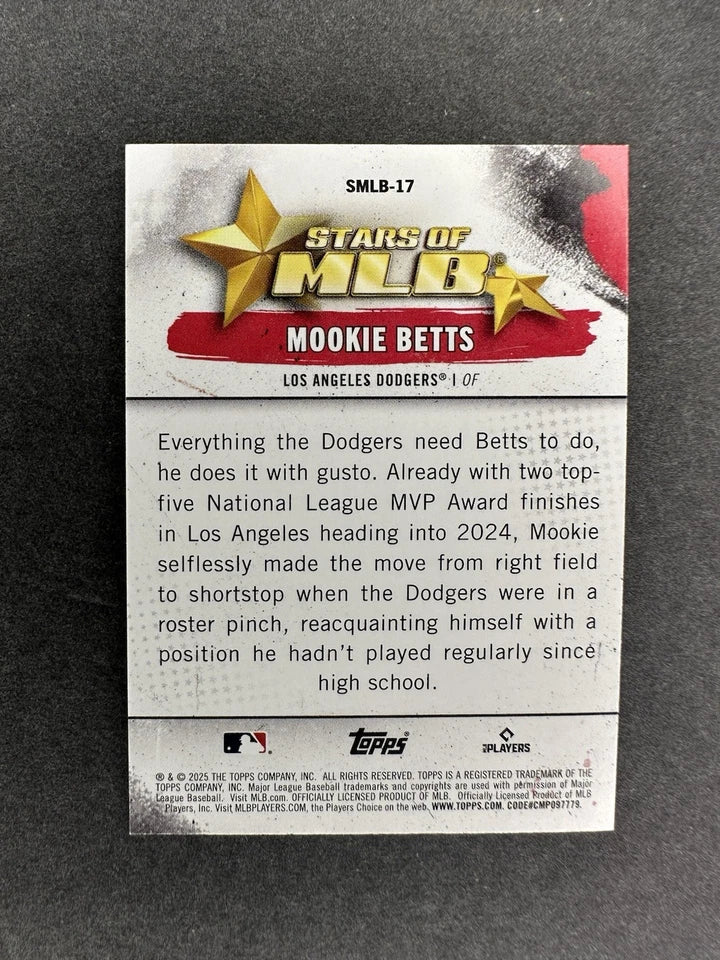 SMLB-17
STARS OF
MLB®
MOOKIE BETTS
LOS ANGELES DODGERS® | OF
Everything the Dodgers need Betts to do,
he does it with gusto. Already with two top-
five National League MVP Award finishes
in Los Angeles heading into 2024, Mookie
selflessly made the move from right field
to shortstop when the Dodgers were in a
roster pinch, reacquainting himself with a
position he hadn't played regularly since
high school.
topps®
MLB PLAYERS
® & © 2025 THE TOPPS COMPANY, INC. ALL RIGHTS RESERVED. TOPPS IS A REGISTERED TRADEMARK OF THE
TOPPS COMPANY, INC. Major League Baseball trademarks and copyrights are used with permission of Major
League Baseball. Visit MLB.com. OFFICIALLY LICENSED PRODUCT OF MLB. Officially Licensed Product of MLB
Players, Inc. Visit MLBPLAYERS.COM, the Players Choice on the web. WWW.TOPPS.COM. CODE#CMP097779.